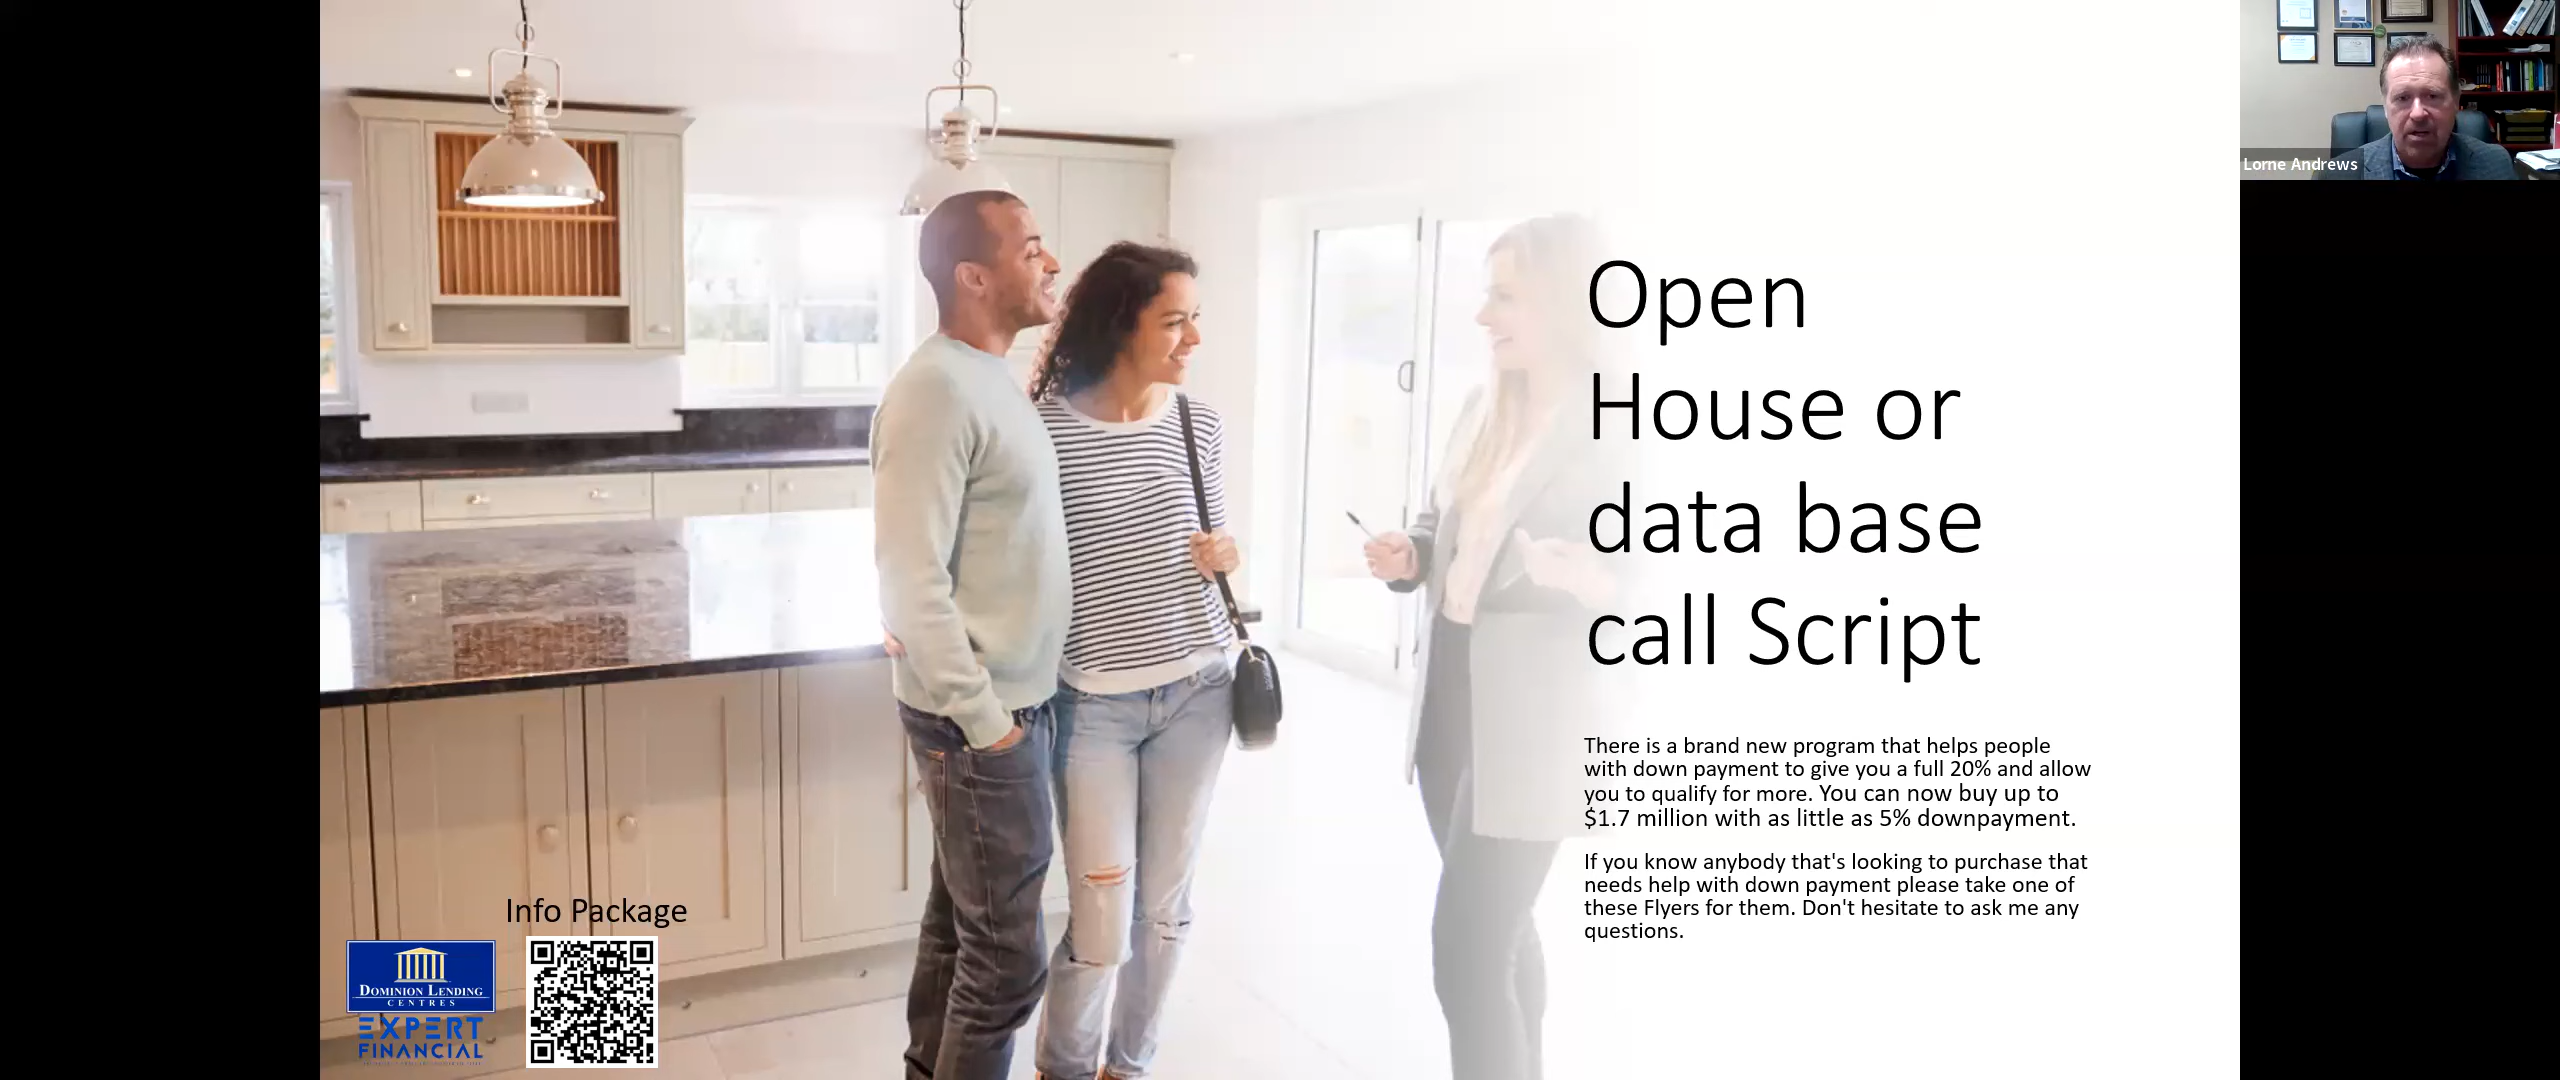 Lorne Andrews
Open
House or
data base
call Script
There is a brand new program that helps people
with down payment to give you a full 20% and allow
you to qualify for more. You can now buy up to
$1.7 million with as little as 5% downpayment.
If you know anybody that's looking to purchase that
needs help with down payment please take one of
these Flyers for them. Don't hesitate to ask me any
questions.
Info Package
DOMINION LENDING
CENTRES
EXPERT
FINANCIAL